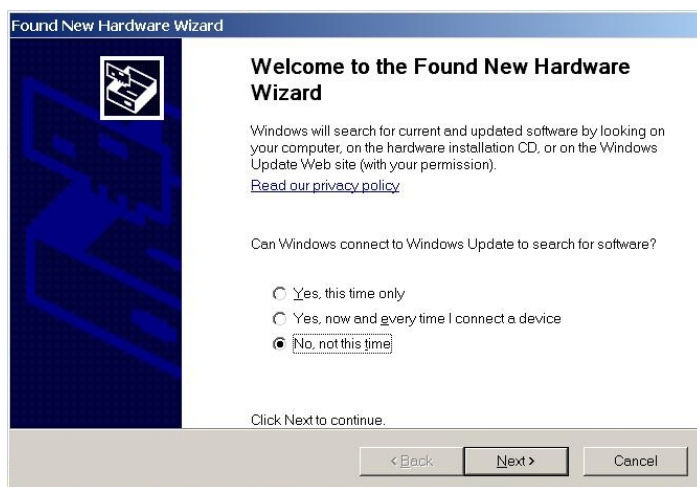 Found New Hardware Wizard
Welcome to the Found New Hardware
Wizard
Windows will search for current and updated software by looking on
your computer, on the hardware installation CD, or on the Windows
Update Web site (with your permission).
Read our privacy policy
Can Windows connect to Windows Update to search for software?
Yes, this time only
Yes, now and every time I connect a device
No, not this time
Click Next to continue.
< Back Next > Cancel